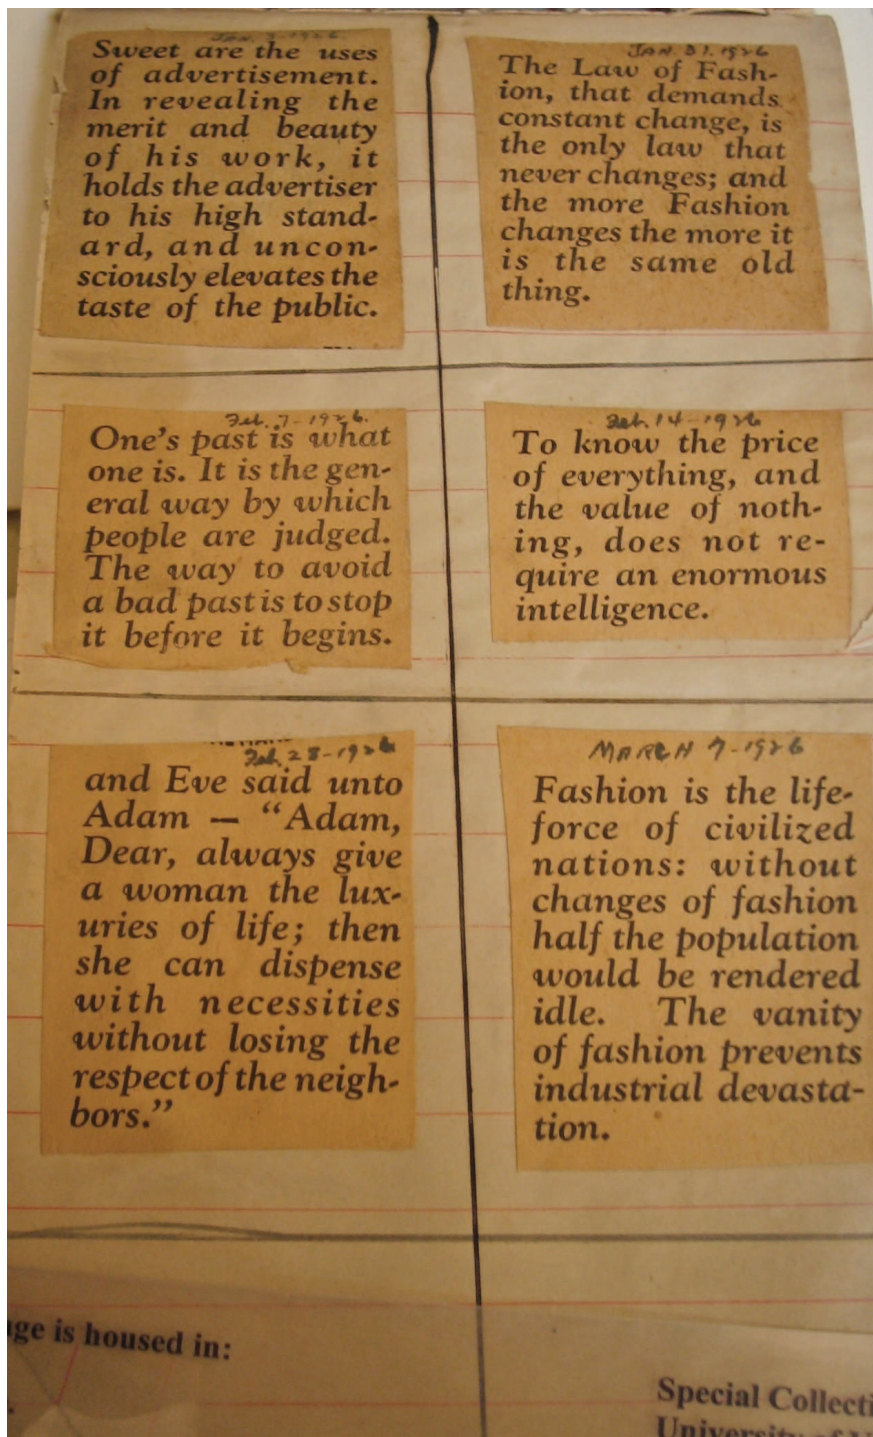 JAN. 3-1926.
Sweet are the uses
of advertisement.
In revealing the
merit and beauty
of his work, it
holds the advertiser
to his high stand-
ard, and uncon-
sciously elevates the
taste of the public.
JAN. 31. 1926
The Law of Fash-
ion, that demands
constant change, is
the only law that
never changes; and
the more Fashion
changes the more it
is the same old
thing.
Feb. 7-1926.
One's past is what
one is. It is the gen-
eral way by which
people are judged.
The way to avoid
a bad past is to stop
it before it begins.
Feb. 14-1926
To know the price
of everything, and
the value of noth-
ing, does not re-
quire an enormous
intelligence.
Feb. 28-1926
and Eve said unto
Adam — "Adam,
Dear, always give
a woman the lux-
uries of life; then
she can dispense
with necessities
without losing the
respect of the neigh-
bors."
MARCH 7-1926
Fashion is the life-
force of civilized
nations: without
changes of fashion
half the population
would be rendered
idle. The vanity
of fashion prevents
industrial devasta-
tion.
is housed in:
Special
University of